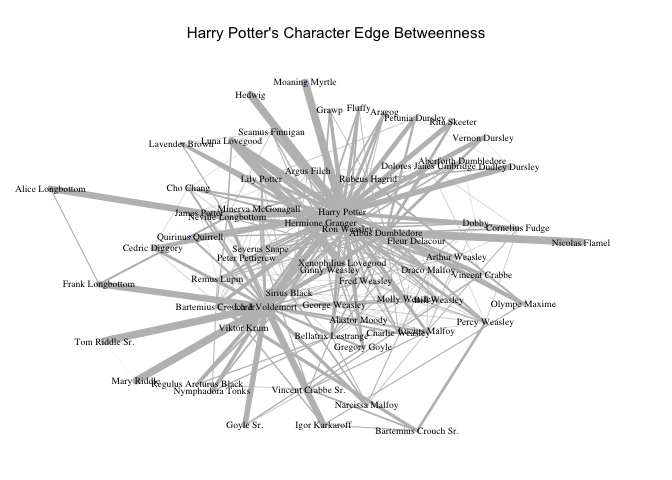 Harry Potter's Character Edge Betweenness
Moaning Myrtle
Hedwig
Grawp
Fluffy
Aragog
Petunia Dursley
Rita Skeeter
Seamus Finnigan
Lavender Brown
Luna Lovegood
Vernon Dursley
Argus Filch
Aberforth Dumbledore
Dolores Janes Umbridge
Dudley Dursley
Lily Potter
Rubeus Hagrid
Alice Longbottom
Cho Chang
James Potter
Minerva McGonagall
Neville Longbottom
Harry Potter
Hermione Granger
Ron Weasley
Albus Dumbledore
Dobby
Cornelius Fudge
Quirinus Quirrell
Cedric Diggory
Fleur Delacour
Nicolas Flamel
Severus Snape
Peter Pettigrew
Arthur Weasley
Xenophilius Lovegood
Ginny Weasley
Draco Malfoy
Vincent Crabbe
Remus Lupin
Fred Weasley
Frank Longbottom
Sirius Black
Molly Weasley
Bill Weasley
Olympe Maxime
Bartemius Crouch Jr.
Lord Voldemort
George Weasley
Alastor Moody
Percy Weasley
Viktor Krum
Charlie Weasley
Lucius Malfoy
Bellatrix Lestrange
Tom Riddle Sr.
Gregory Goyle
Mary Riddle
Regulus Arcturus Black
Nymphadora Tonks
Vincent Crabbe Sr.
Narcissa Malfoy
Goyle Sr.
Igor Karkaroff
Bartemius Crouch Sr.